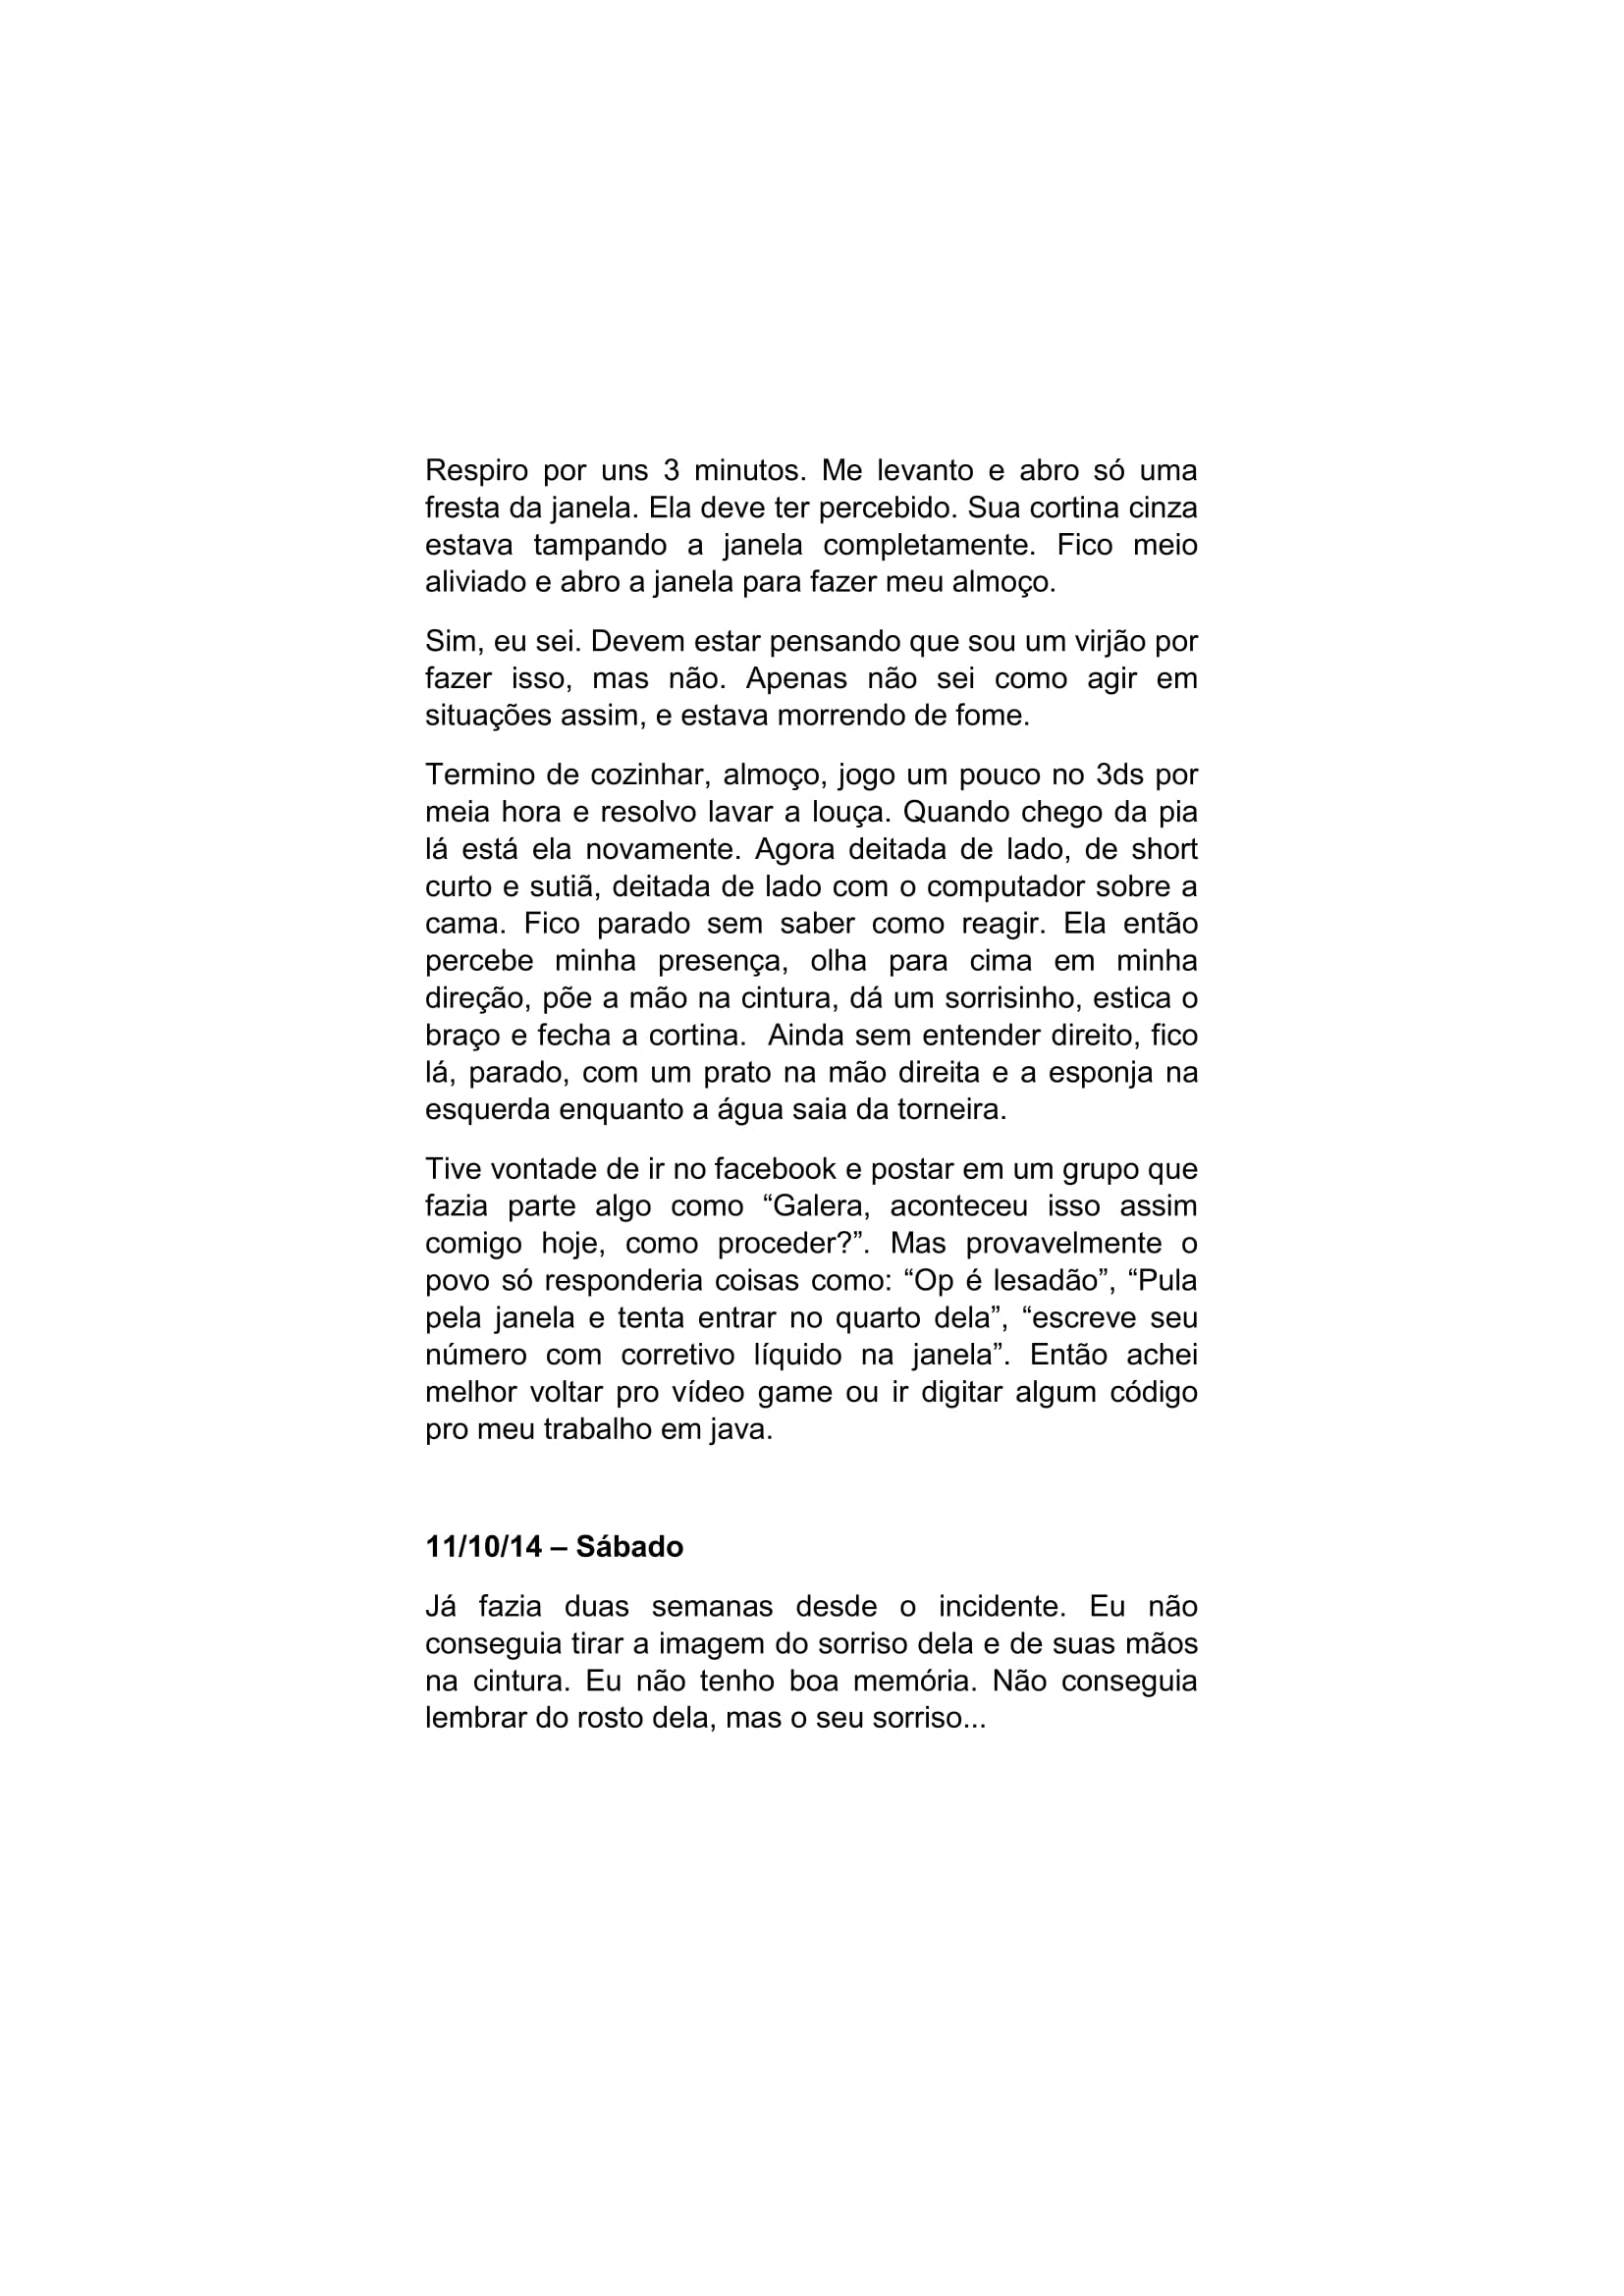 Respiro por uns 3 minutos. Me levanto e abro só uma
fresta da janela. Ela deve ter percebido. Sua cortina cinza
estava tampando a janela completamente. Fico meio
aliviado e abro a janela para fazer meu almoço.
Sim, eu sei. Devem estar pensando que sou um virjão por
fazer isso, mas não. Apenas não sei como agir em
situações assim, e estava morrendo de fome.
Termino de cozinhar, almoço, jogo um pouco no 3ds por
meia hora e resolvo lavar a louça. Quando chego da pia
lá está ela novamente. Agora deitada de lado, de short
curto e sutiã, deitada de lado com o computador sobre a
cama. Fico parado sem saber como reagir. Ela então
percebe minha presença, olha para cima em minha
direção, põe a mão na cintura, dá um sorrisinho, estica o
braço e fecha a cortina.  Ainda sem entender direito, fico
lá, parado, com um prato na mão direita e a esponja na
esquerda enquanto a água saia da torneira.
Tive vontade de ir no facebook e postar em um grupo que
fazia parte algo como “Galera, aconteceu isso assim
comigo hoje, como proceder?”. Mas provavelmente o
povo só responderia coisas como: “Op é lesadão”, “Pula
pela janela e tenta entrar no quarto dela”, “escreve seu
número com corretivo líquido na janela”. Então achei
melhor voltar pro vídeo game ou ir digitar algum código
pro meu trabalho em java.
11/10/14 – Sábado
Já fazia duas semanas desde o incidente. Eu não
conseguia tirar a imagem do sorriso dela e de suas mãos
na cintura. Eu não tenho boa memória. Não conseguia
lembrar do rosto dela, mas o seu sorriso...